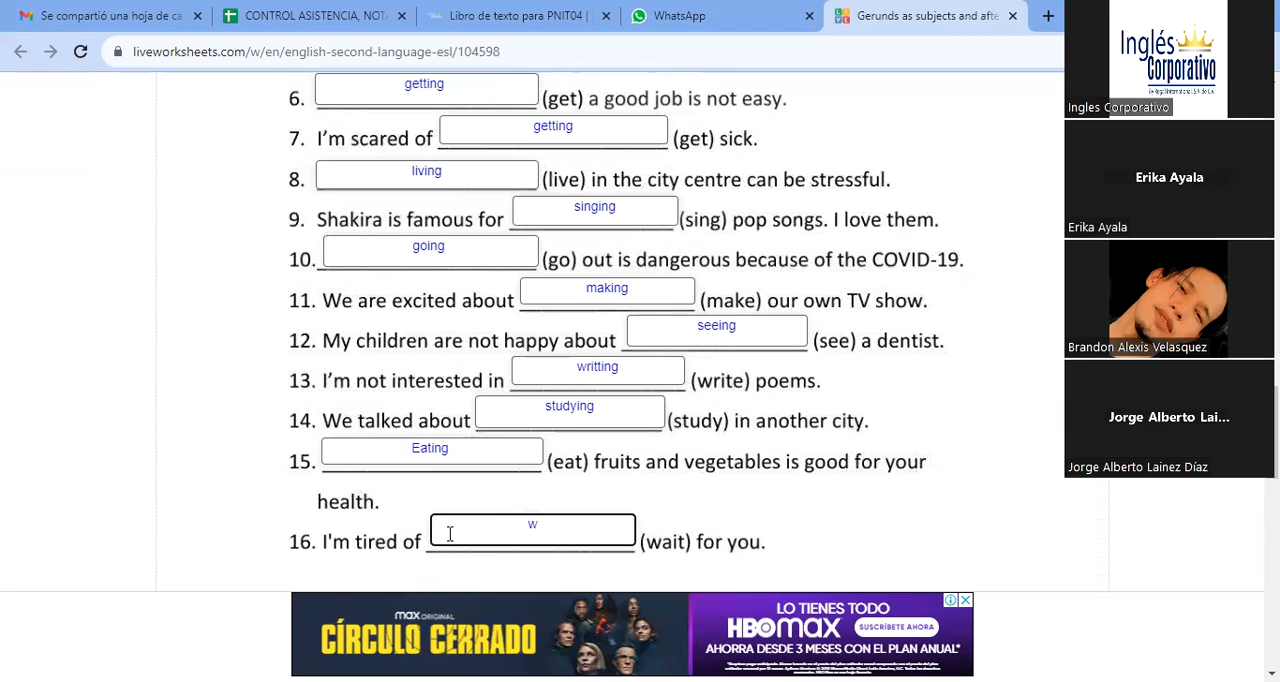 Se compartió una hoja de cá
CONTROL ASISTENCIA, NOTA
Libro de texto para PNIT04 |
WhatsApp
Gerunds as subjects and afte
liveworksheets.com/w/en/english-second-language-esl/104598
6. getting (get) a good job is not easy.
7. I'm scared of getting (get) sick.
8. living (live) in the city centre can be stressful.
9. Shakira is famous for singing (sing) pop songs. I love them.
10. going (go) out is dangerous because of the COVID-19.
11. We are excited about making (make) our own TV show.
12. My children are not happy about seeing (see) a dentist.
13. I'm not interested in writting (write) poems.
14. We talked about studying (study) in another city.
15. Eating (eat) fruits and vegetables is good for your
health.
16. I'm tired of w (wait) for you.
max ORIGINAL
CÍRCULO CERRADO
LO TIENES TODO
HBOmax
SUSCRÍBETE AHORA
AHORRA DESDE 3 MESES CON EL PLAN ANUAL*
Inglés
Corporativo
Ingles Corporativo
Erika Ayala
Erika Ayala
Brandon Alexis Velasquez
Jorge Alberto Lai...
Jorge Alberto Lainez Díaz